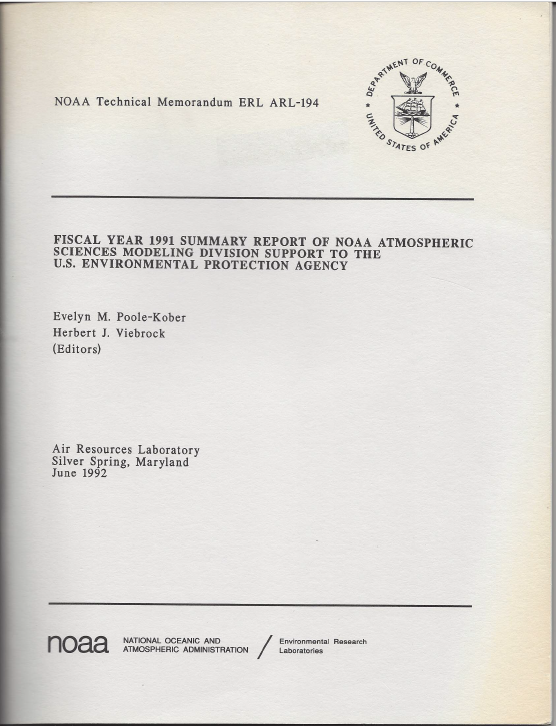 NOAA Technical Memorandum ERL ARL-194
DEPARTMENT OF COMMERCE
UNITED STATES OF AMERICA
FISCAL YEAR 1991 SUMMARY REPORT OF NOAA ATMOSPHERIC
SCIENCES MODELING DIVISION SUPPORT TO THE
U.S. ENVIRONMENTAL PROTECTION AGENCY
Evelyn M. Poole-Kober
Herbert J. Viebrock
(Editors)
Air Resources Laboratory
Silver Spring, Maryland
June 1992
noaa
NATIONAL OCEANIC AND
ATMOSPHERIC ADMINISTRATION
/
Environmental Research
Laboratories